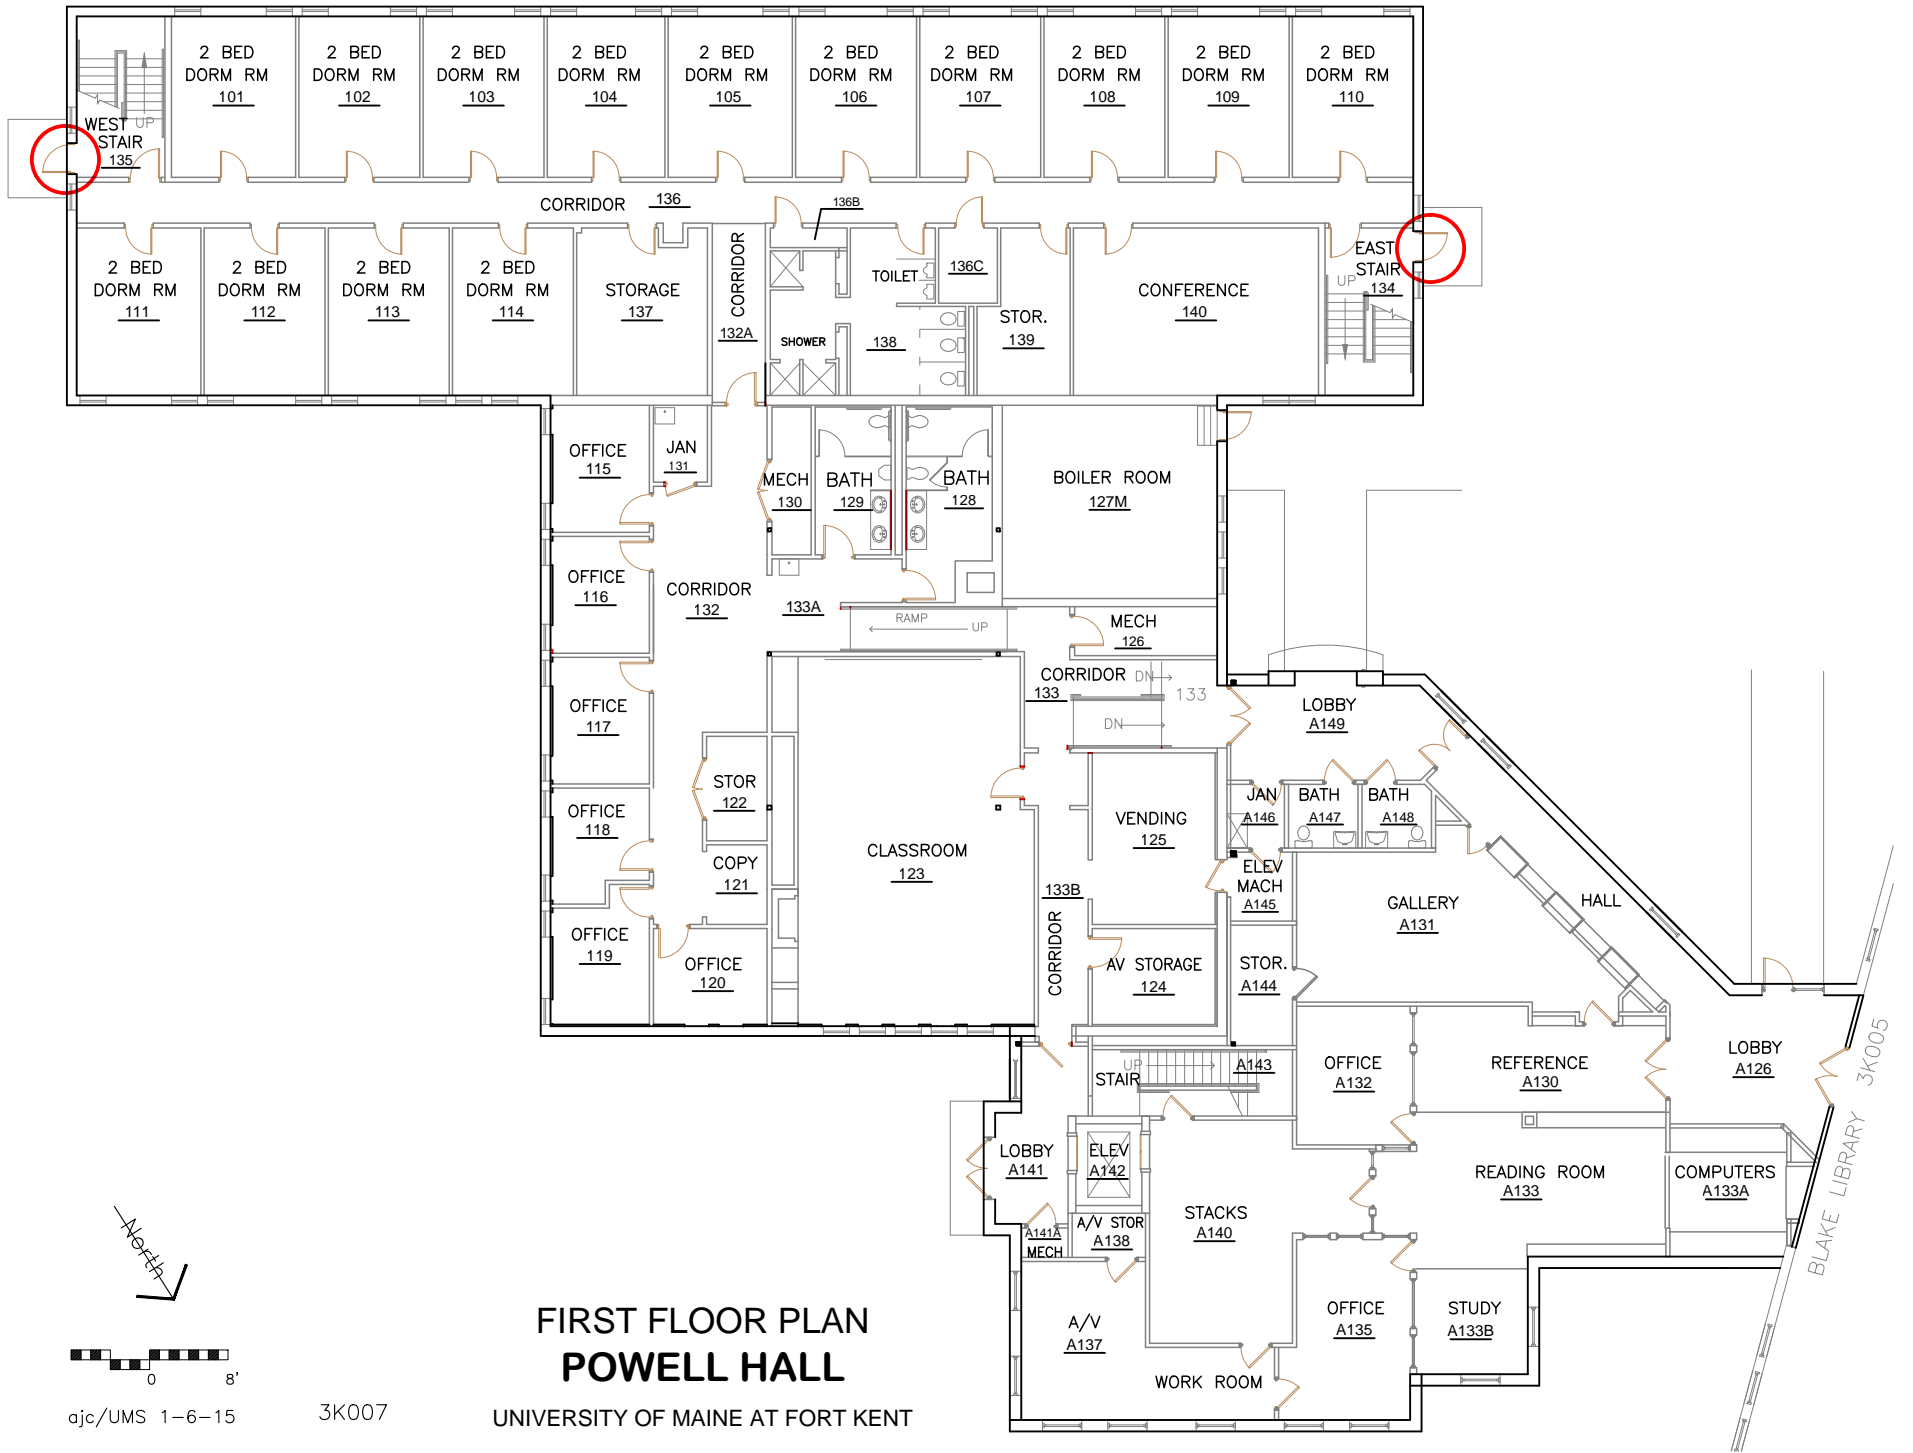 2 BED
DORM RM
101
2 BED
DORM RM
102
2 BED
DORM RM
103
2 BED
DORM RM
104
2 BED
DORM RM
105
2 BED
DORM RM
106
2 BED
DORM RM
107
2 BED
DORM RM
108
2 BED
DORM RM
109
2 BED
DORM RM
110
WEST
STAIR
135
UP
CORRIDOR 136
136B
2 BED
DORM RM
111
2 BED
DORM RM
112
2 BED
DORM RM
113
2 BED
DORM RM
114
STORAGE
137
CORRIDOR
132A
SHOWER
TOILET
138
136C
STOR.
139
CONFERENCE
140
EAST
STAIR
134
UP
OFFICE
115
JAN
131
MECH
130
BATH
129
BATH
128
BOILER ROOM
127M
OFFICE
116
CORRIDOR
132
133A
RAMP
UP
MECH
126
OFFICE
117
CORRIDOR
133
DN
133
DN
LOBBY
A149
STOR
122
OFFICE
118
COPY
121
CLASSROOM
123
VENDING
125
JAN
A146
BATH
A147
BATH
A148
ELEV
MACH
A145
133B
CORRIDOR
GALLERY
A131
HALL
OFFICE
119
OFFICE
120
AV STORAGE
124
STOR.
A144
UP
STAIR
A143
OFFICE
A132
REFERENCE
A130
LOBBY
A126
BLAKE LIBRARY 3K005
LOBBY
A141
ELEV
A142
STACKS
A140
READING ROOM
A133
COMPUTERS
A133A
A141A
MECH
A/V STOR
A138
A/V
A137
WORK ROOM
OFFICE
A135
STUDY
A133B
North
0 8'
ajc/UMS 1-6-15
3K007
FIRST FLOOR PLAN
POWELL HALL
UNIVERSITY OF MAINE AT FORT KENT